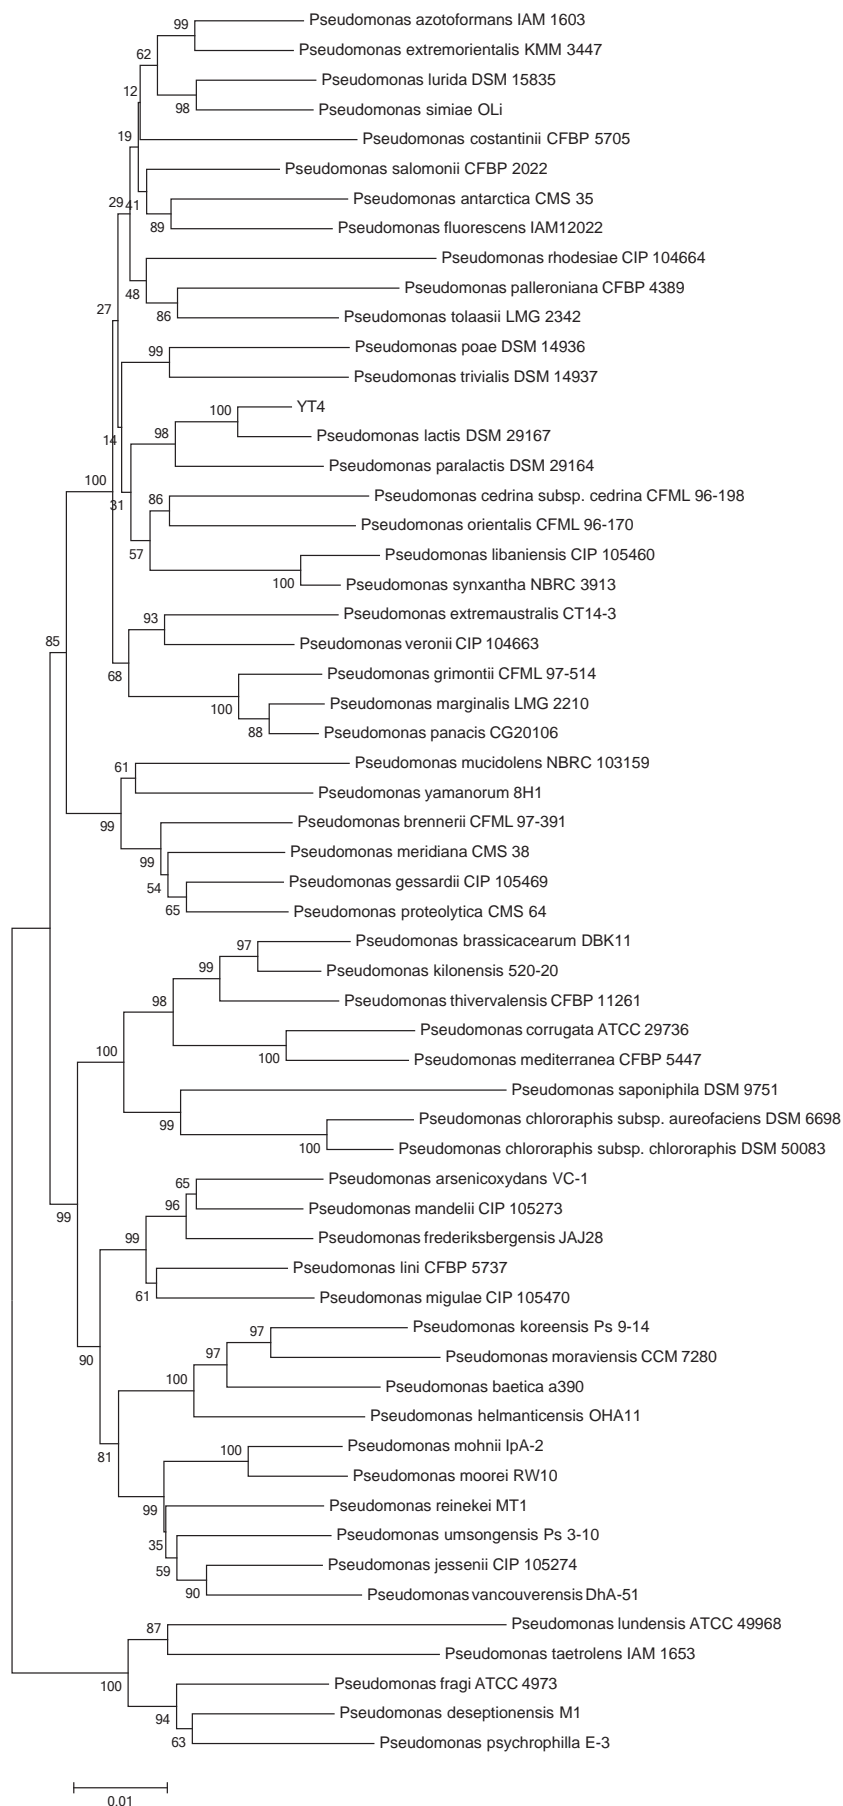 Pseudomonas azotoformans IAM 1603
99
Pseudomonas extremorientalis KMM 3447
62
Pseudomonas lurida DSM 15835
12
98
Pseudomonas simiae OLi
19
Pseudomonas costantinii CFBP 5705
Pseudomonas salomonii CFBP 2022
29
41
Pseudomonas antarctica CMS 35
89
Pseudomonas fluorescens IAM12022
Pseudomonas rhodesiae CIP 104664
48
Pseudomonas palleroniana CFBP 4389
27
86
Pseudomonas tolaasii LMG 2342
99
Pseudomonas poae DSM 14936
Pseudomonas trivialis DSM 14937
100
YT4
14
98
Pseudomonas lactis DSM 29167
Pseudomonas paralactis DSM 29164
100
31
86
Pseudomonas cedrina subsp. cedrina CFML 96-198
Pseudomonas orientalis CFML 96-170
57
Pseudomonas libaniensis CIP 105460
100
Pseudomonas synxantha NBRC 3913
93
Pseudomonas extremaustralis CT14-3
85
Pseudomonas veronii CIP 104663
68
Pseudomonas grimontii CFML 97-514
100
Pseudomonas marginalis LMG 2210
88
Pseudomonas panacis CG20106
61
Pseudomonas mucidolens NBRC 103159
Pseudomonas yamanorum 8H1
99
Pseudomonas brennerii CFML 97-391
99
Pseudomonas meridiana CMS 38
54
Pseudomonas gessardii CIP 105469
65
Pseudomonas proteolytica CMS 64
97
Pseudomonas brassicacearum DBK11
99
Pseudomonas kilonensis 520-20
98
Pseudomonas thivervalensis CFBP 11261
Pseudomonas corrugata ATCC 29736
100
100
Pseudomonas mediterranea CFBP 5447
Pseudomonas saponiphila DSM 9751
99
Pseudomonas chlororaphis subsp. aureofaciens DSM 6698
100
Pseudomonas chlororaphis subsp. chlororaphis DSM 50083
65
Pseudomonas arsenicoxydans VC-1
96
Pseudomonas mandelii CIP 105273
99
99
Pseudomonas frederiksbergensis JAJ28
Pseudomonas lini CFBP 5737
61
Pseudomonas migulae CIP 105470
97
Pseudomonas koreensis Ps 9-14
90
97
Pseudomonas moraviensis CCM 7280
100
Pseudomonas baetica a390
Pseudomonas helmanticensis OHA11
81
100
Pseudomonas mohnii IpA-2
Pseudomonas moorei RW10
99
Pseudomonas reinekei MT1
35
Pseudomonas umsongensis Ps 3-10
59
Pseudomonas jessenii CIP 105274
90
Pseudomonas vancouverensis DhA-51
87
Pseudomonas lundensis ATCC 49968
Pseudomonas taetrolens IAM 1653
100
Pseudomonas fragi ATCC 4973
94
Pseudomonas deseptionensis M1
63
Pseudomonas psychrophilla E-3
0.01